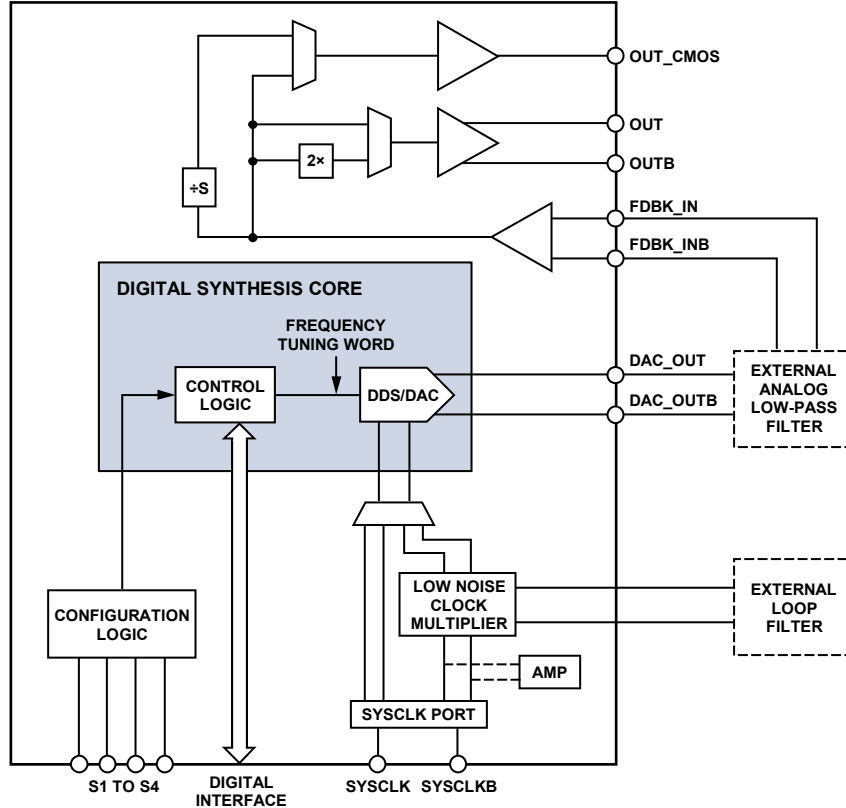 OUT_CMOS
OUT
2×
OUTB
÷S
FDBK_IN
FDBK_INB
DIGITAL SYNTHESIS CORE
FREQUENCY
TUNING WORD
CONTROL
LOGIC
DDS/DAC
DAC_OUT
DAC_OUTB
EXTERNAL
ANALOG
LOW-PASS
FILTER
CONFIGURATION
LOGIC
LOW NOISE
CLOCK
MULTIPLIER
EXTERNAL
LOOP
FILTER
AMP
SYSCLK PORT
S1 TO S4
DIGITAL
INTERFACE
SYSCLK
SYSCLKB